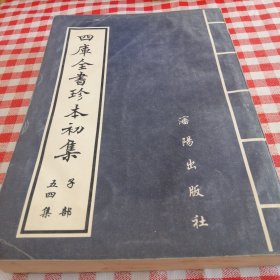 四庫全書珍本初集
子部
五四集
瀋陽出版社